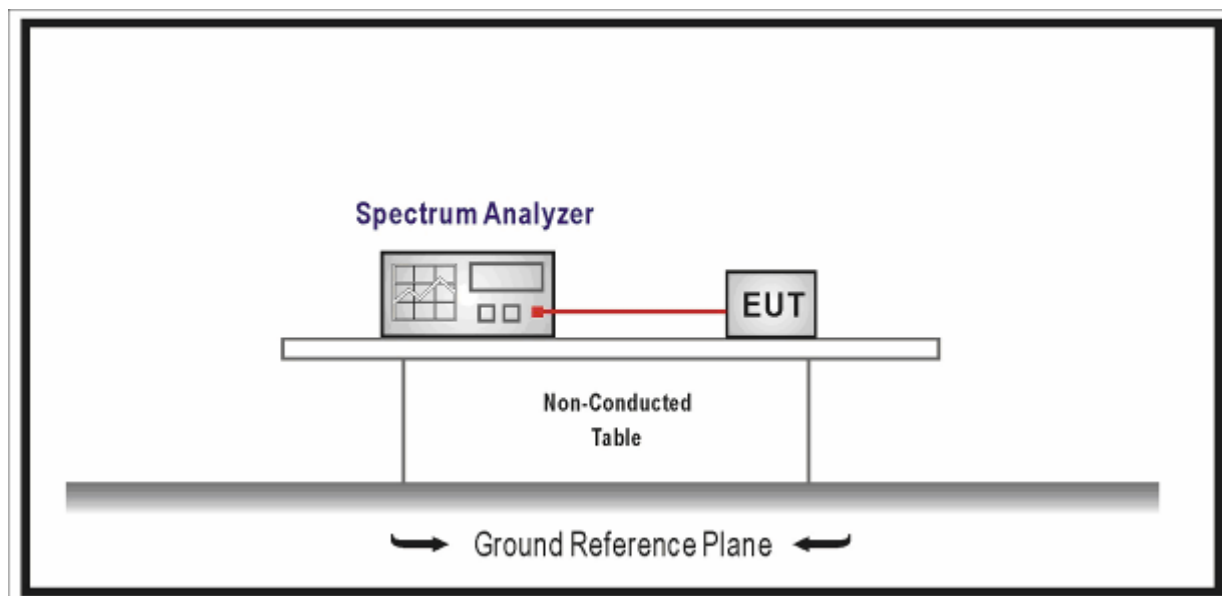 Spectrum Analyzer
EUT
Non-Conducted
Table
Ground Reference Plane